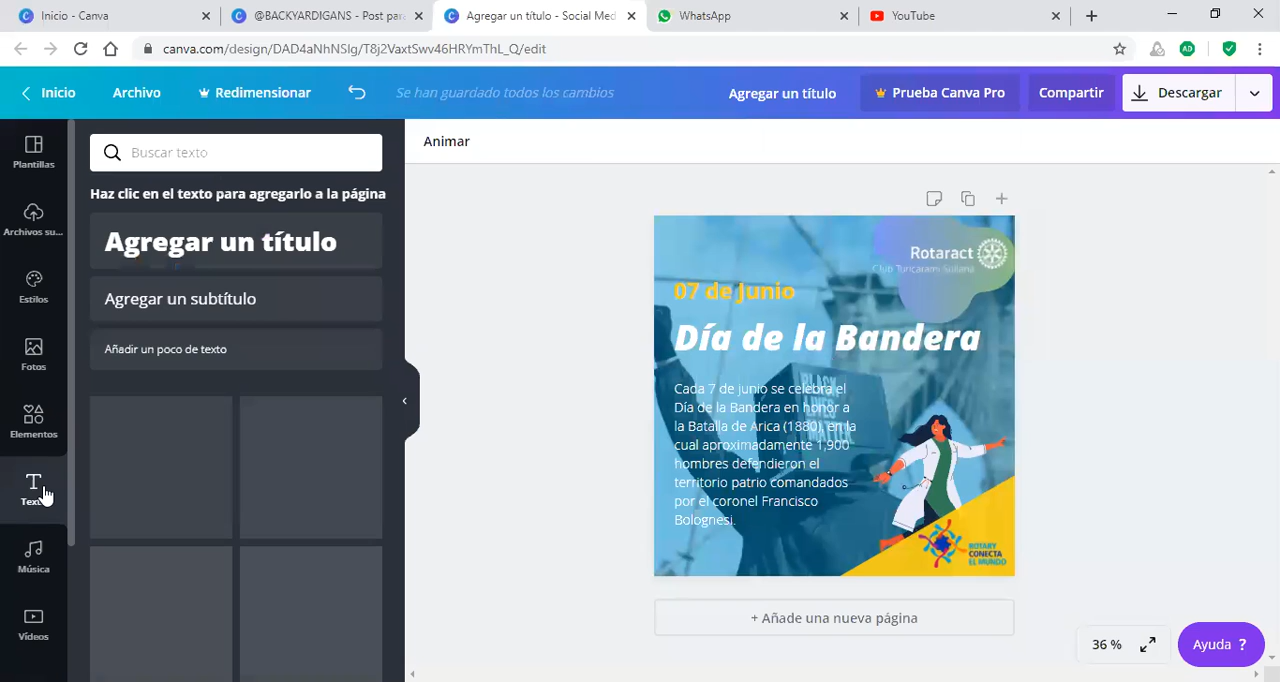 Inicio - Canva
@BACKYARDIGANS - Post para
Agregar un título - Social Med
WhatsApp
YouTube
canva.com/design/DAD4aNhNSIg/T8j2VaxtSwv46HRYmThL_Q/edit
AD
Inicio
Archivo
Redimensionar
Se han guardado todos los cambios
Agregar un título
Prueba Canva Pro
Compartir
Descargar
Plantillas
Archivos su...
Estilos
Fotos
Elementos
Texto
Música
Vídeos
Buscar texto
Haz clic en el texto para agregarlo a la página
Agregar un título
Agregar un subtítulo
Añadir un poco de texto
Animar
Rotaract
07 de Junio
Día de la Bandera
Cada 7 de junio se celebra el
Día de la Bandera en honor a
la Batalla de Arica (1880), en la
cual aproximadamente 1,900
hombres defendieron el
territorio patrio comandados
por el coronel Francisco
Bolognesi.
BLACK
LIVES
MATTER
ROTARY
CONECTA
EL MUNDO
+ Añade una nueva página
36 %
Ayuda ?